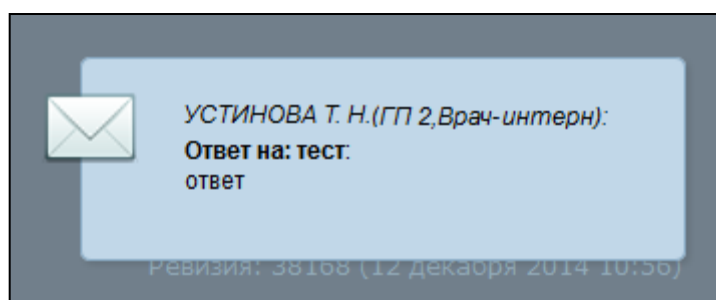 УСТИНОВА Т. Н.(ГП 2,Врач-интерн):
Ответ на: тест:
ответ
Ревизия: 38168 (12 декабря 2014 10:56)